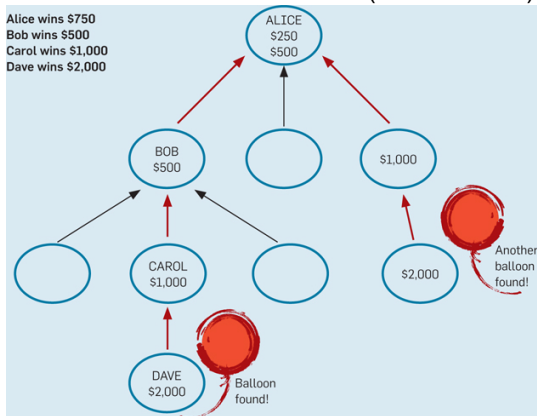 Alice wins $750
Bob wins $500
Carol wins $1,000
Dave wins $2,000
ALICE
$250
$500
BOB
$500
$1,000
CAROL
$1,000
$2,000
Another
balloon
found!
DAVE
$2,000
Balloon
found!